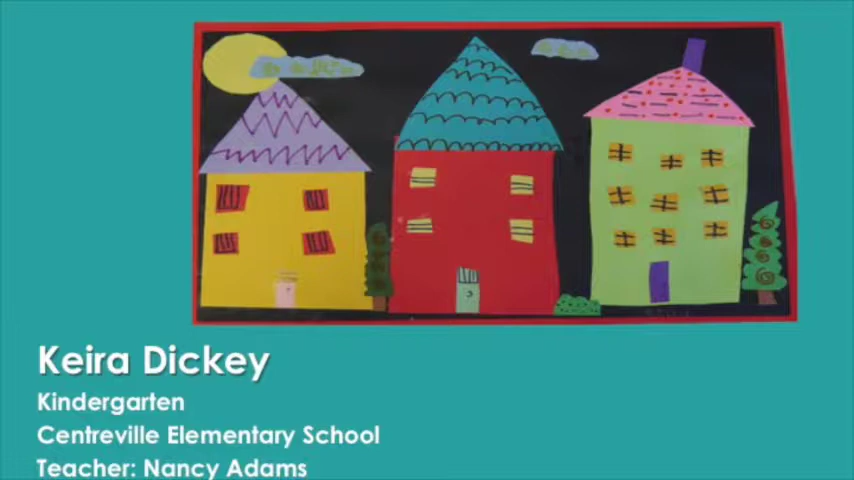 Keira Dickey
Kindergarten
Centreville Elementary School
Teacher: Nancy Adams